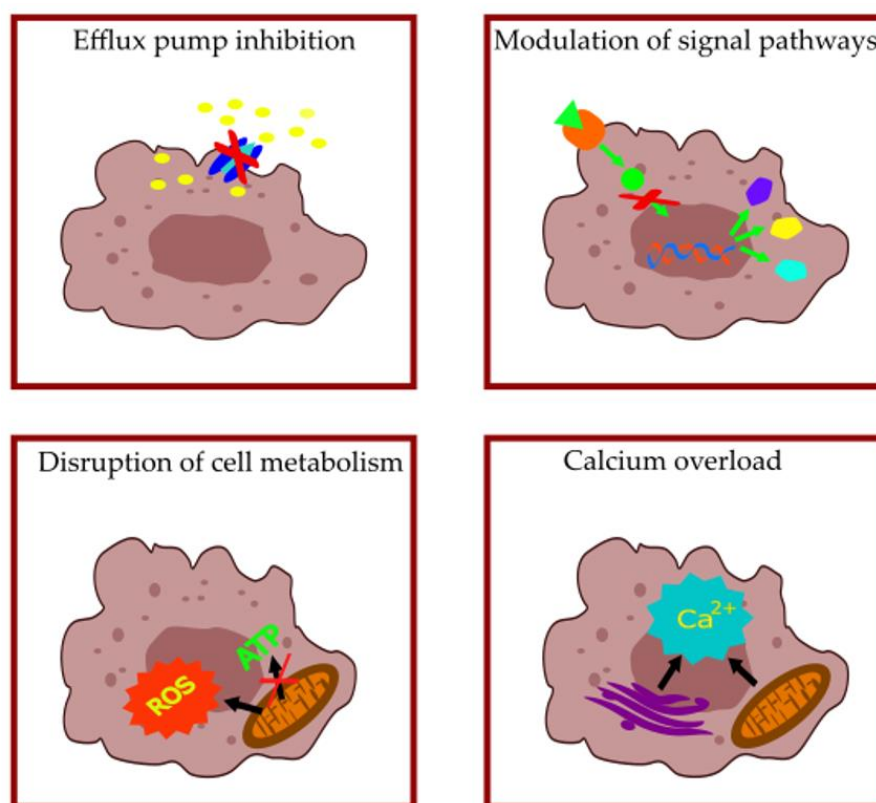 Efflux pump inhibition
Modulation of signal pathways
Disruption of cell metabolism
ATP
ROS
Calcium overload
Ca²⁺